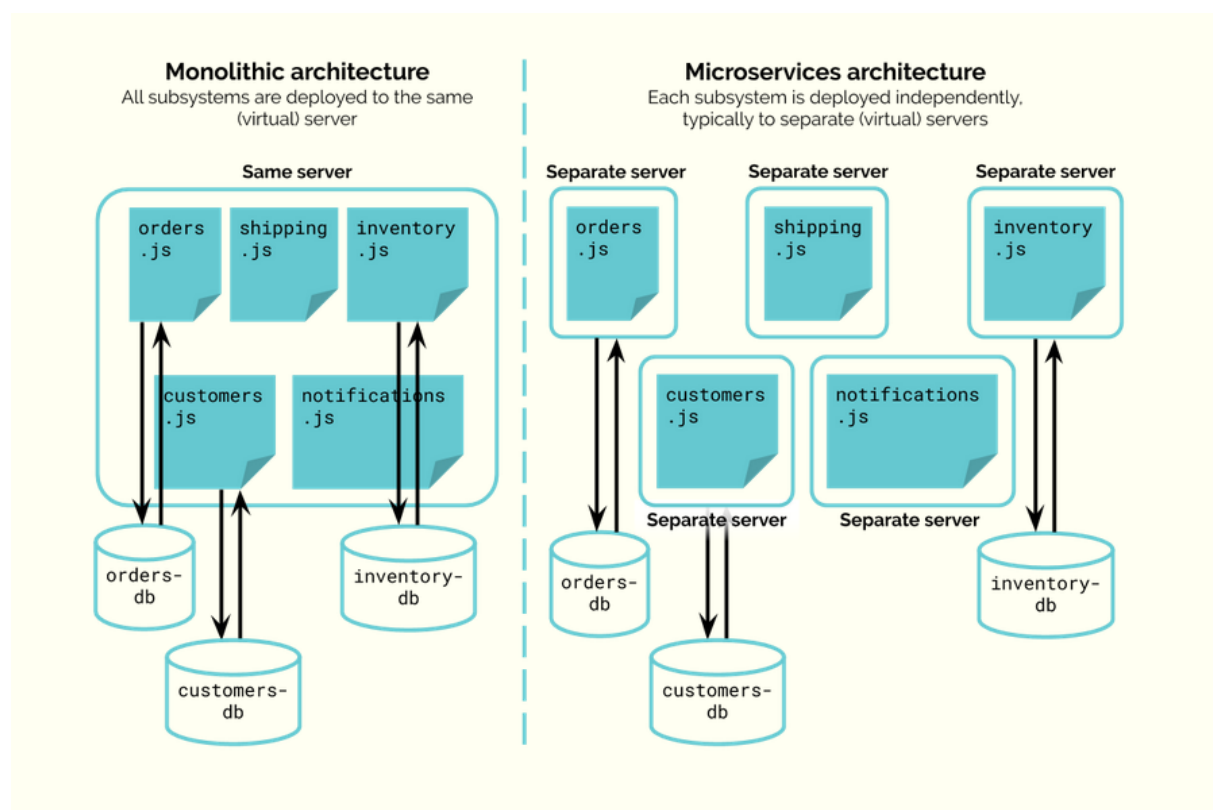 Monolithic architecture
All subsystems are deployed to the same
(virtual) server
Same server
orders
.js
shipping
.js
inventory
.js
customers
.js
notifications
.js
orders-
db
inventory-
db
customers-
db
Microservices architecture
Each subsystem is deployed independently,
typically to separate (virtual) servers
Separate server
Separate server
Separate server
orders
.js
shipping
.js
inventory
.js
customers
.js
notifications
.js
Separate server
Separate server
orders-
db
inventory-
db
customers-
db